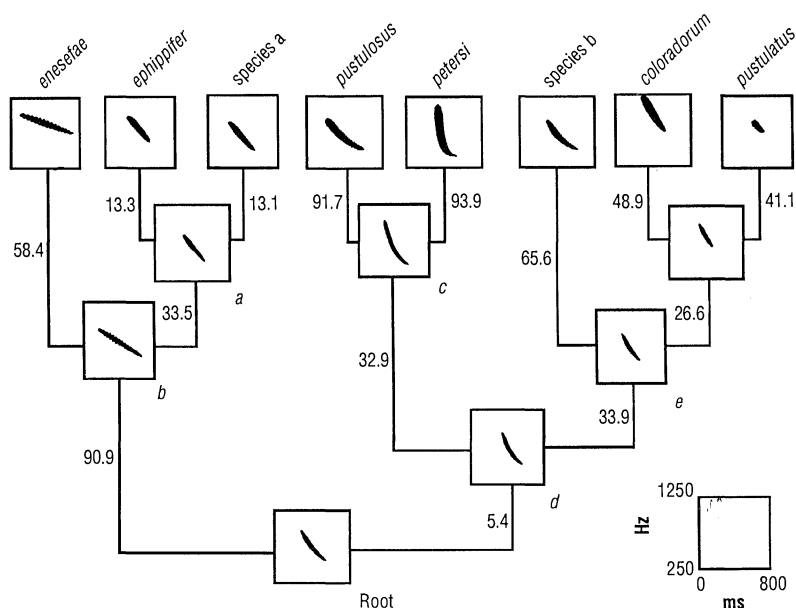 enesefae
ephippifer
species a
pustulosus
petersi
species b
coloradorum
pustulatus
13.3
13.1
91.7
93.9
48.9
41.1
58.4
65.6
a
c
33.5
26.6
b
32.9
e
33.9
90.9
d
5.4
Root
1250
Hz
250
0
800
ms